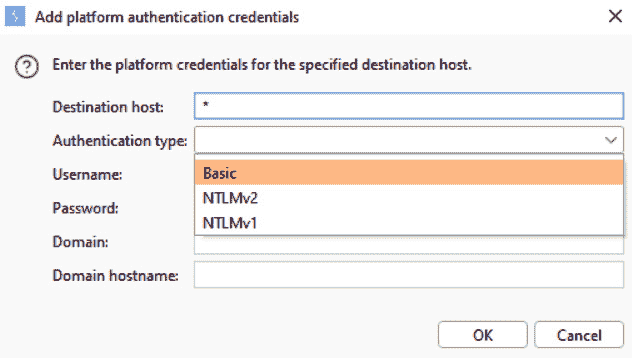 Add platform authentication credentials
Enter the platform credentials for the specified destination host.
Destination host: *
Authentication type:
Basic
Username:
NTLMv2
Password:
NTLMv1
Domain:
Domain hostname:
OK Cancel